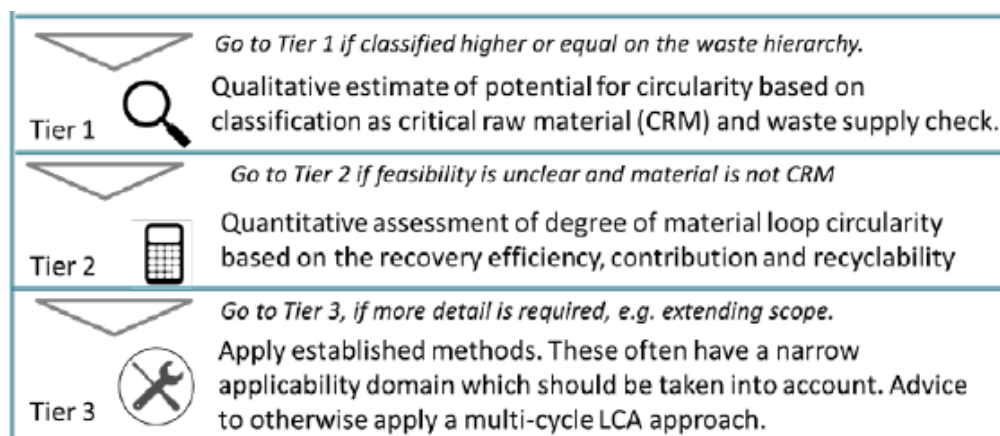 Go to Tier 1 if classified higher or equal on the waste hierarchy.
Qualitative estimate of potential for circularity based on
classification as critical raw material (CRM) and waste supply check.
Tier 1
Go to Tier 2 if feasibility is unclear and material is not CRM
Quantitative assessment of degree of material loop circularity
based on the recovery efficiency, contribution and recyclability
Tier 2
Go to Tier 3, if more detail is required, e.g. extending scope.
Apply established methods. These often have a narrow
applicability domain which should be taken into account. Advice
to otherwise apply a multi-cycle LCA approach.
Tier 3